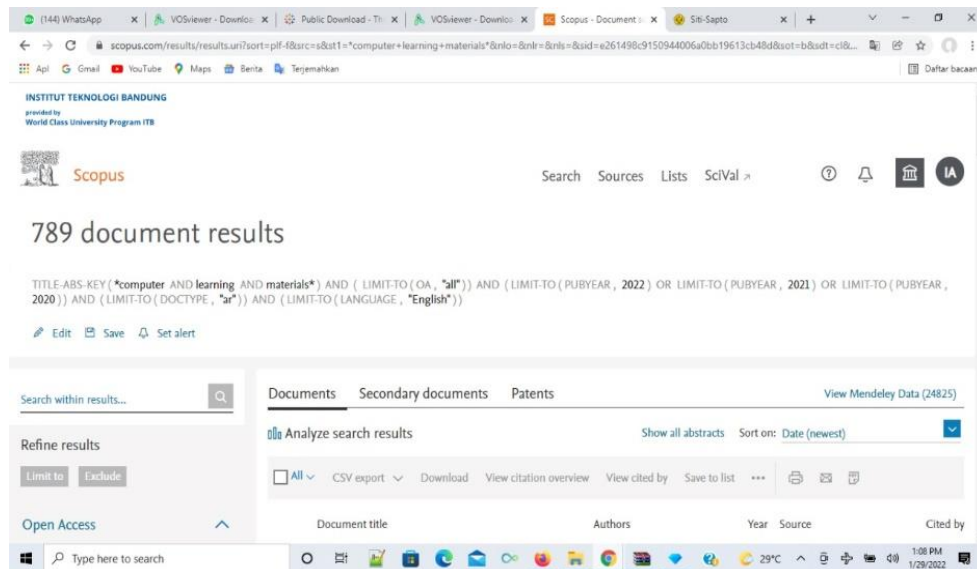 (144) WhatsApp
VOSviewer - Downloa
Public Download - Th
VOSviewer - Downloa
Scopus - Document s
Siti-Sapto
scopus.com/results/results.uri?sort=plf-f&src=s&st1=*computer+learning+materials*&nlo=&nlr=&nls=&sid=e261498c9150944006a0bb19613cb48d&sot=b&sdt=cl&...
Apl Gmail YouTube Maps Berita Terjemahkan Daftar bacaan
INSTITUT TEKNOLOGI BANDUNG
provided by
World Class University Program ITB
Scopus
Search Sources Lists SciVal IA
789 document results
TITLE-ABS-KEY ( *computer AND learning AND materials* ) AND ( LIMIT-TO ( OA , "all" ) ) AND ( LIMIT-TO ( PUBYEAR , 2022 ) OR LIMIT-TO ( PUBYEAR , 2021 ) OR LIMIT-TO ( PUBYEAR ,
2020 ) ) AND ( LIMIT-TO ( DOCTYPE , "ar" ) ) AND ( LIMIT-TO ( LANGUAGE , "English" ) )
Edit Save Set alert
Search within results...
Documents Secondary documents Patents View Mendeley Data (24825)
Analyze search results Show all abstracts Sort on: Date (newest)
Refine results
Limit to Exclude
All CSV export Download View citation overview View cited by Save to list ...
Open Access
Document title Authors Year Source Cited by
Type here to search 29°C 1:08 PM
1/29/2022